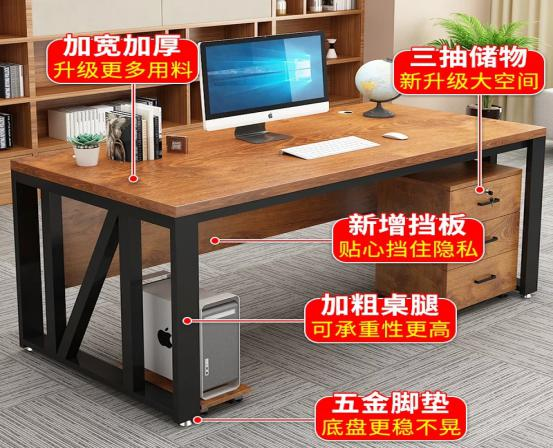 加宽加厚
升级更多用料
三抽储物
新升级大空间
新增挡板
贴心挡住隐私
加粗桌腿
可承重性更高
五金脚垫
底盘更稳不晃